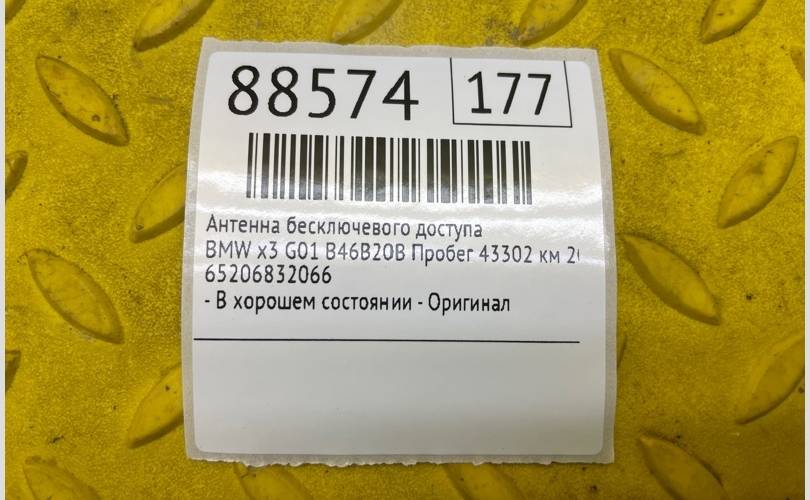 88574 177
Антенна бесключевого доступа
BMW x3 G01 B46B20B Пробег 43302 км
65206832066
- В хорошем состоянии - Оригинал